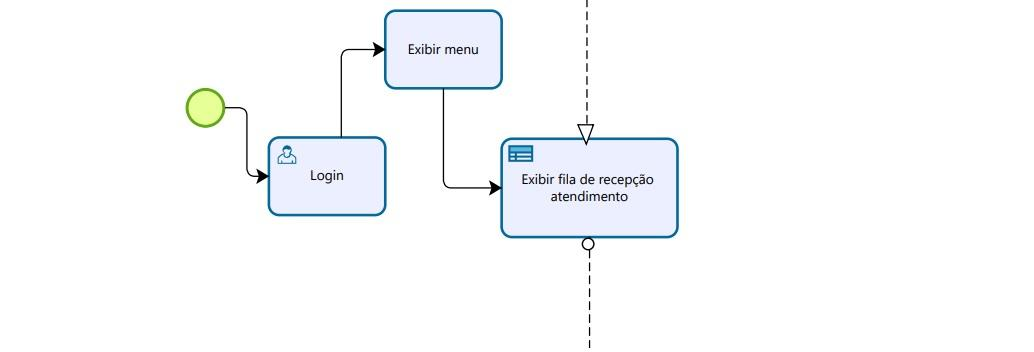 Exibir menu
Login
Exibir fila de recepção
atendimento